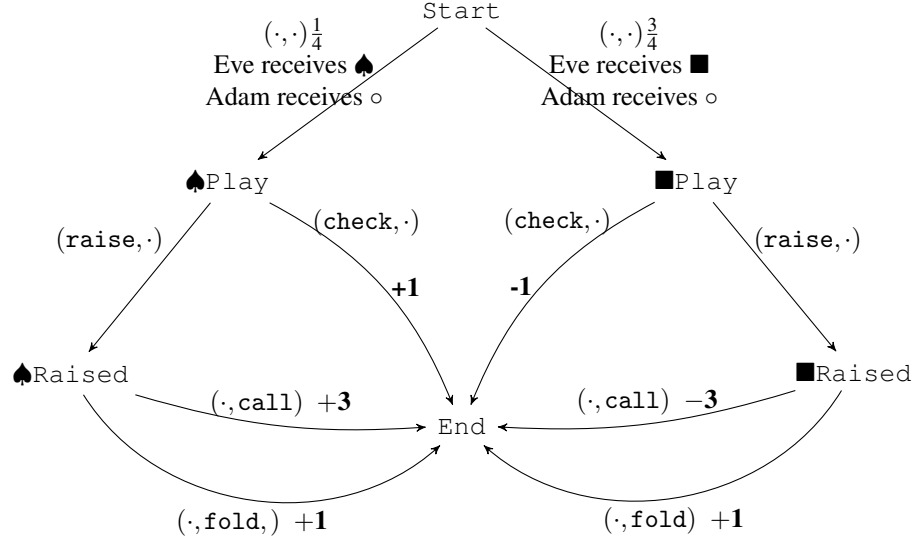 Start
(·,·)1/4
Eve receives ♠
Adam receives ○
(·,·)3/4
Eve receives ■
Adam receives ○
♠Play
■Play
(raise,·)
(check,·)
(check,·)
(raise,·)
+1
-1
♠Raised
■Raised
(·,call) +3
(·,call) −3
End
(·,fold,) +1
(·,fold) +1